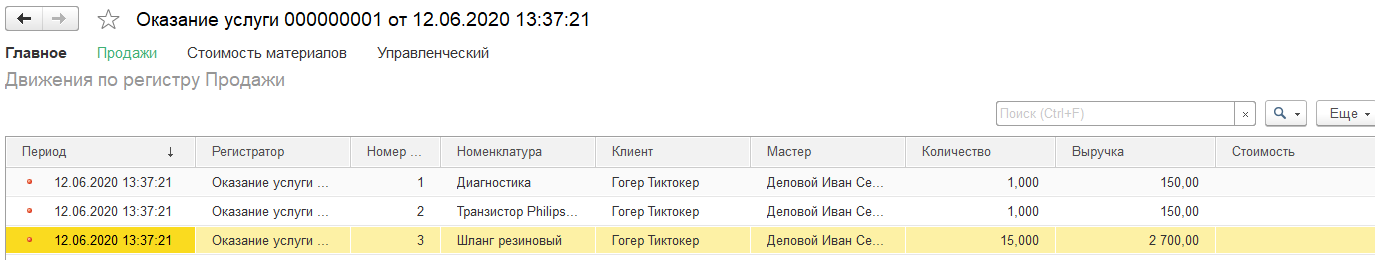 Оказание услуги 000000001 от 12.06.2020 13:37:21
Главное Продажи Стоимость материалов Управленческий
Движения по регистру Продажи
Поиск (Ctrl+F) × Еще
Период ↓ Регистратор Номер ... Номенклатура Клиент Мастер Количество Выручка Стоимость
12.06.2020 13:37:21 Оказание услуги ... 1 Диагностика Гогер Тиктокер Деловой Иван Се... 1,000 150,00
12.06.2020 13:37:21 Оказание услуги ... 2 Транзистор Philips... Гогер Тиктокер Деловой Иван Се... 1,000 150,00
12.06.2020 13:37:21 Оказание услуги ... 3 Шланг резиновый Гогер Тиктокер Деловой Иван Се... 15,000 2 700,00